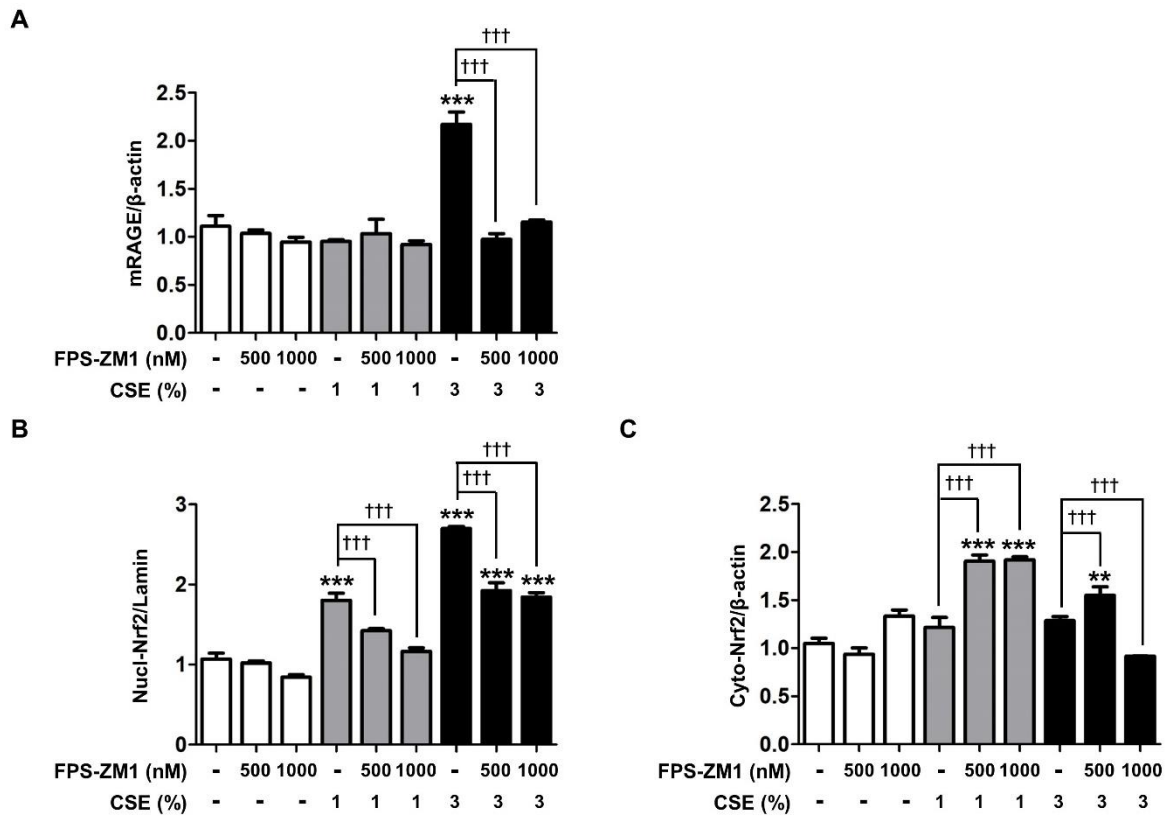 A
†††
†††
***
2.5
2.0
1.5
1.0
0.5
0.0
mRAGE/β-actin
FPS-ZM1 (nM) - 500 1000 - 500 1000 - 500 1000
CSE (%) - - - 1 1 1 3 3 3
B
†††
†††
†††
†††
***
***
***
***
3
2
1
0
Nucl-Nrf2/Lamin
FPS-ZM1 (nM) - 500 1000 - 500 1000 - 500 1000
CSE (%) - - - 1 1 1 3 3 3
C
†††
†††
†††
†††
*** ***
**
2.5
2.0
1.5
1.0
0.5
0.0
Cyto-Nrf2/β-actin
FPS-ZM1 (nM) - 500 1000 - 500 1000 - 500 1000
CSE (%) - - - 1 1 1 3 3 3